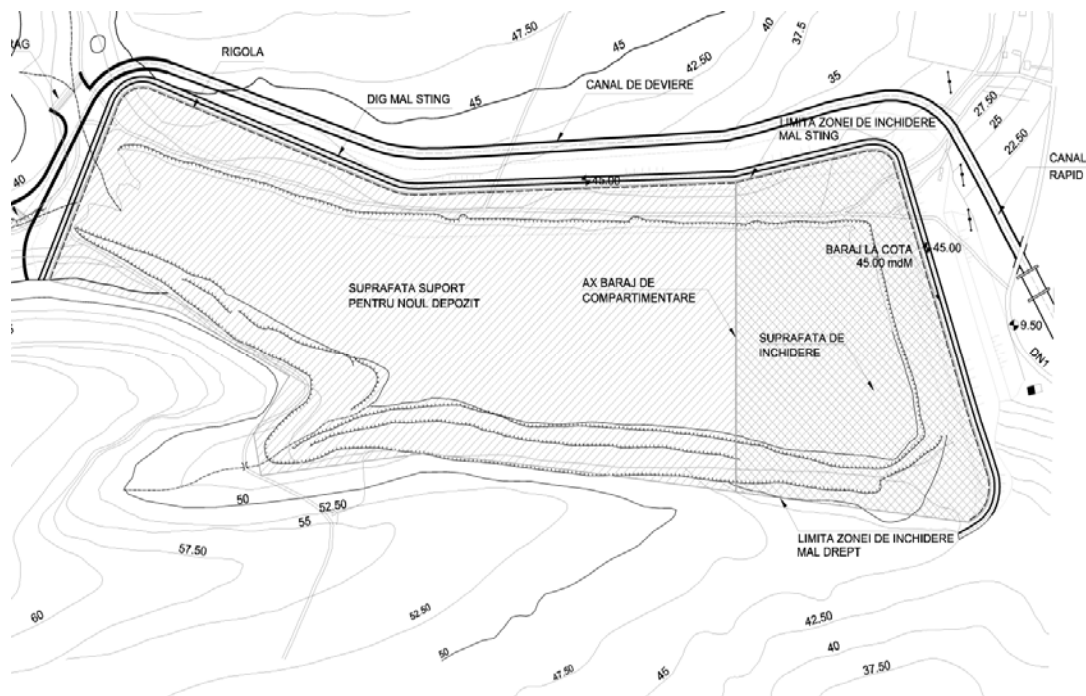 47.50
40
37.5
45
RAG
RIGOLA
42.50
CANAL DE DEVIERE
35
DIG MAL STING
45
27.50
25
22.50
LIMITA ZONEI DE INCHIDERE
MAL STING
CANAL
RAPID
40
45.00
BARAJ LA COTA
45.00 mdM
45.00
SUPRAFATA SUPORT
PENTRU NOUL DEPOZIT
AX BARAJ DE
COMPARTIMENTARE
9.50
SUPRAFATA DE
INCHIDERE
DN1
50
52.50
55
57.50
LIMITA ZONEI DE INCHIDERE
MAL DREPT
60
52.50
50
42.50
40
37.50
47.50
45